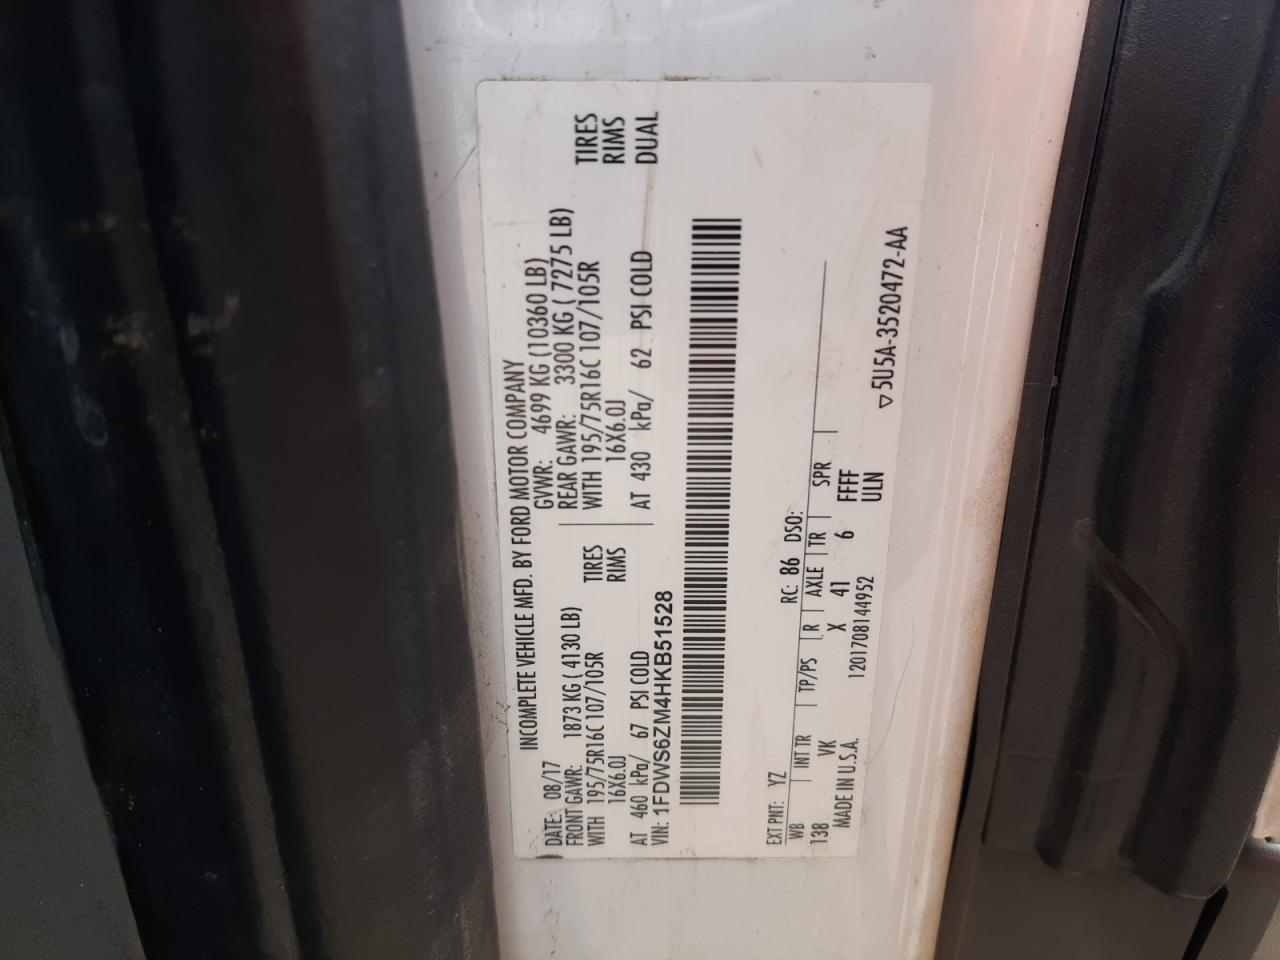 INCOMPLETE VEHICLE MFD. BY FORD MOTOR COMPANY
DATE: 08/17 GVWR: 4699 KG (10360 LB)
FRONT GAWR: 1873 KG ( 4130 LB) REAR GAWR: 3300 KG ( 7275 LB)
WITH 195/75R16C 107/105R TIRES WITH 195/75R16C 107/105R TIRES
16X6.0J RIMS 16X6.0J RIMS
AT 460 kPa/ 67 PSI COLD AT 430 kPa/ 62 PSI COLD DUAL
VIN: 1FDWS6ZM4HKB51528
EXT PNT: YZ RC: 86 DSO:
WB INT TR TP/PS R AXLE TR SPR
138 VK X 41 6 FFFF
MADE IN U.S.A. 1201708144952 ULN
▽5U5A-3520472-AA